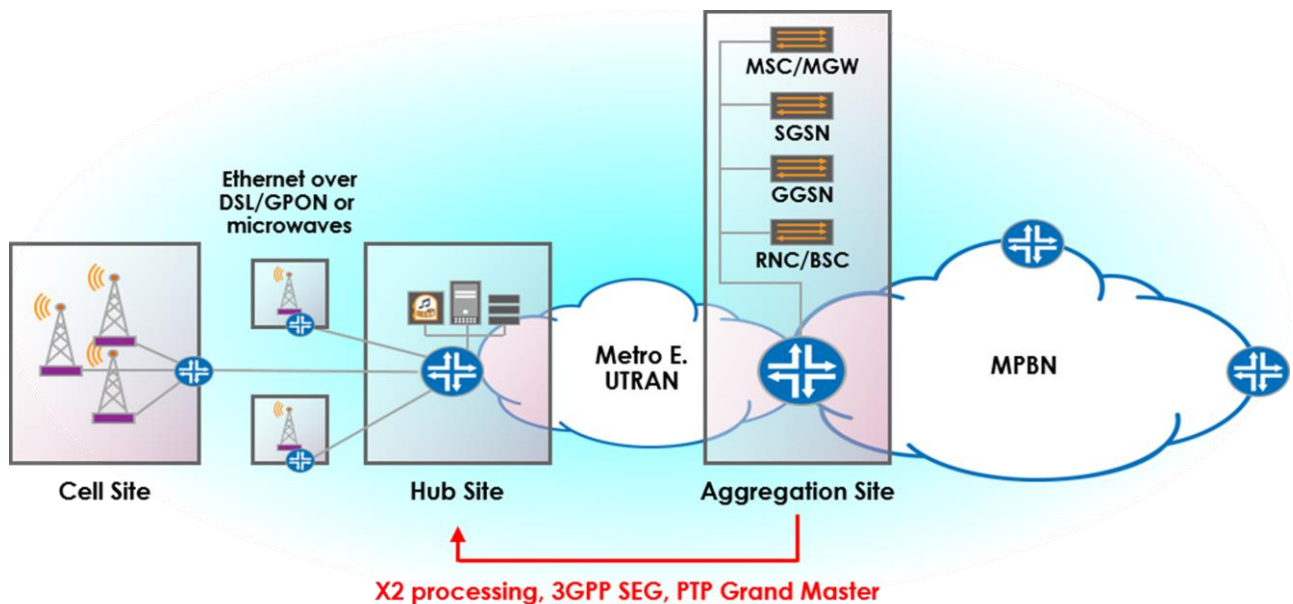 MSC/MGW
SGSN
GGSN
RNC/BSC
Ethernet over
DSL/GPON or
microwaves
Metro E.
UTRAN
MPBN
Cell Site
Hub Site
Aggregation Site
X2 processing, 3GPP SEG, PTP Grand Master